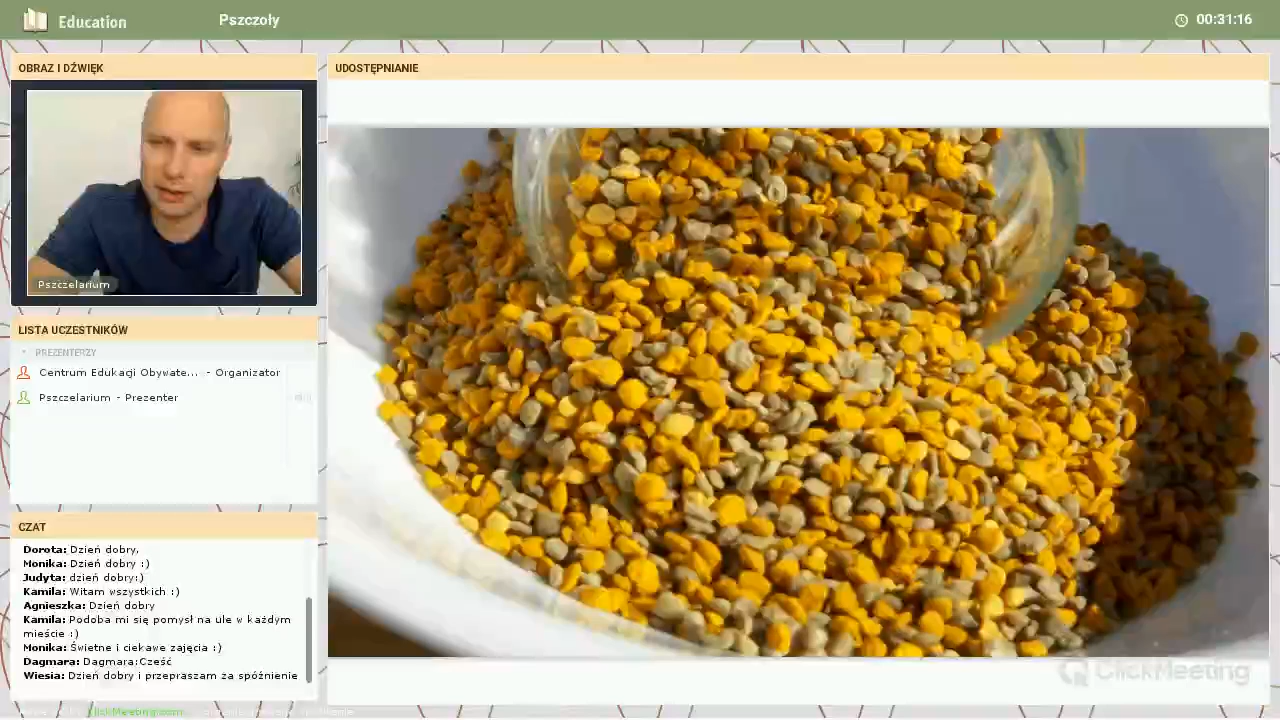 Education
Pszczoły
00:31:16
OBRAZ I DŹWIĘK
Pszczelarium
LISTA UCZESTNIKÓW
PREZENTERZY
Centrum Edukacji Obywate... - Organizator
Pszczelarium - Prezenter
CZAT
Dorota: Dzień dobry,
Monika: Dzień dobry :)
Judyta: dzień dobry:)
Kamila: Witam wszystkich :)
Agnieszka: Dzień dobry
Kamila: Podoba mi się pomysł na ule w każdym
mieście :)
Monika: Świetne i ciekawe zajęcia :)
Dagmara: Dagmara:Cześć
Wiesia: Dzień dobry i przepraszam za spóźnienie
ClickMeeting.com
UDOSTĘPNIANIE
ClickMeeting